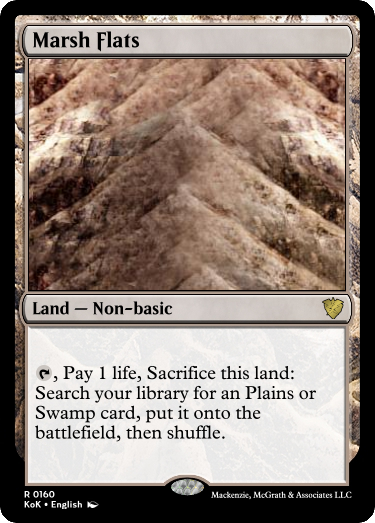 Marsh Flats
Land — Non-basic
, Pay 1 life, Sacrifice this land:
Search your library for an Plains or
Swamp card, put it onto the
battlefield, then shuffle.
R 0160
KoK • English
Mackenzie, McGrath & Associates LLC